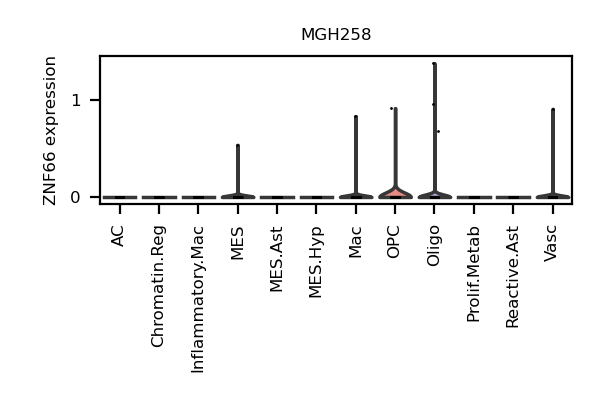 MGH258
ZNF66 expression
1
0
AC
Chromatin.Reg
Inflammatory.Mac
MES
MES.Ast
MES.Hyp
Mac
OPC
Oligo
Prolif.Metab
Reactive.Ast
Vasc